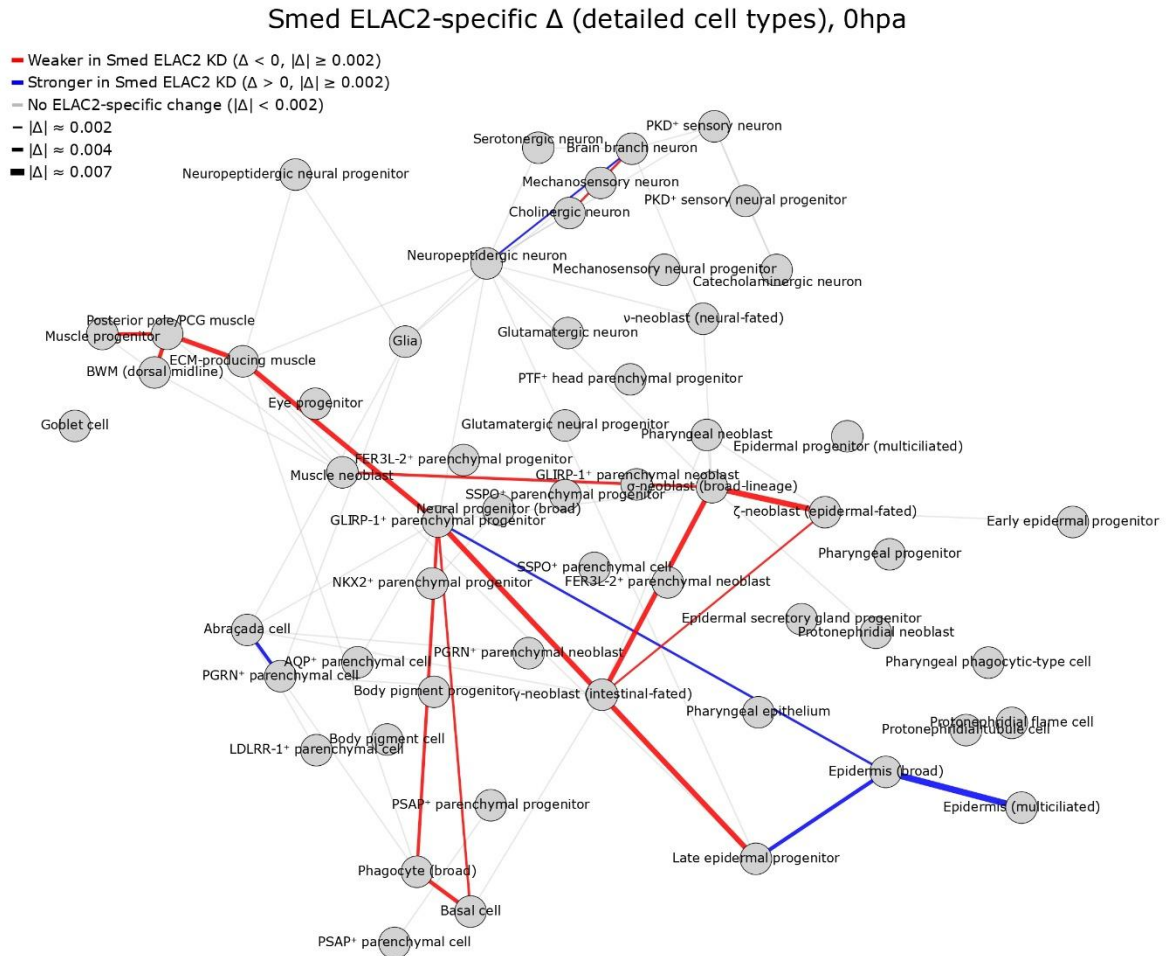 Smed ELAC2-specific Δ (detailed cell types), 0hpa
Weaker in Smed ELAC2 KD (Δ < 0, |Δ| ≥ 0.002)
Stronger in Smed ELAC2 KD (Δ > 0, |Δ| ≥ 0.002)
No ELAC2-specific change (|Δ| < 0.002)
|Δ| ≈ 0.002
|Δ| ≈ 0.004
|Δ| ≈ 0.007
PKD⁺ sensory neuron
Serotonergic neuron
Brain branch neuron
Neuropeptidergic neural progenitor
Mechanosensory neuron
PKD⁺ sensory neural progenitor
Cholinergic neuron
Neuropeptidergic neuron
Mechanosensory neural progenitor
Catecholaminergic neuron
Posterior pole/PCG muscle
ν-neoblast (neural-fated)
Muscle progenitor
Glia
Glutamatergic neuron
ECM-producing muscle
BWM (dorsal midline)
PTF⁺ head parenchymal progenitor
Eye progenitor
Goblet cell
Glutamatergic neural progenitor
Pharyngeal neoblast
Epidermal progenitor (multiciliated)
FER3L-2⁺ parenchymal progenitor
Muscle neoblast
GLIRP-1⁺ parenchymal neoblast
σ-neoblast (broad-lineage)
SSPO⁺ parenchymal progenitor
Neural progenitor (broad)
ζ-neoblast (epidermal-fated)
GLIRP-1⁺ parenchymal progenitor
Early epidermal progenitor
Pharyngeal progenitor
SSPO⁺ parenchymal cell
NKX2⁺ parenchymal progenitor
FER3L-2⁺ parenchymal neoblast
Epidermal secretory gland progenitor
Abraçada cell
Protonephridial neoblast
PGRN⁺ parenchymal neoblast
AQP⁺ parenchymal cell
Pharyngeal phagocytic-type cell
PGRN⁺ parenchymal cell
Body pigment progenitor
γ-neoblast (intestinal-fated)
Pharyngeal epithelium
Protonephridial flame cell
Protonephridial tubule cell
Body pigment cell
LDLRR-1⁺ parenchymal cell
Epidermis (broad)
PSAP⁺ parenchymal progenitor
Epidermis (multiciliated)
Late epidermal progenitor
Phagocyte (broad)
Basal cell
PSAP⁺ parenchymal cell